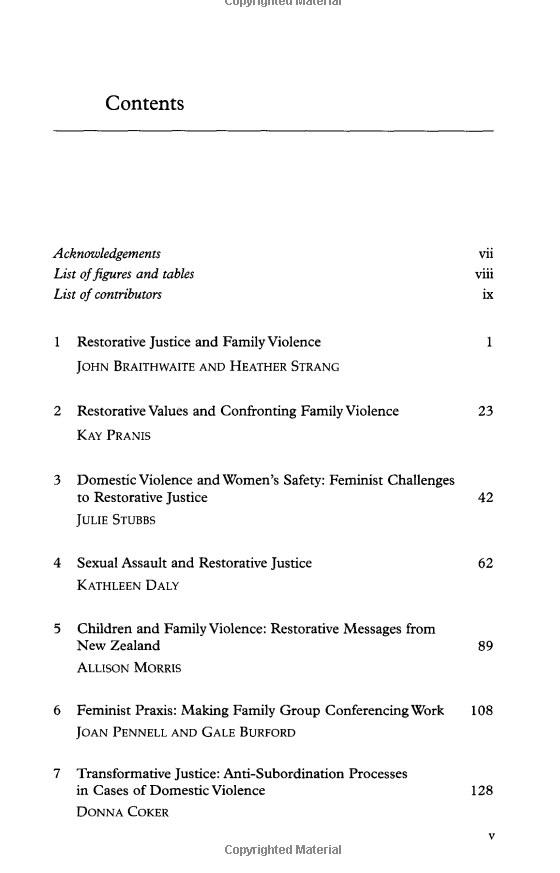 Copyrighted Material
Contents
Acknowledgements vii
List of figures and tables viii
List of contributors ix
1 Restorative Justice and Family Violence 1
JOHN BRAITHWAITE AND HEATHER STRANG
2 Restorative Values and Confronting Family Violence 23
KAY PRANIS
3 Domestic Violence and Women's Safety: Feminist Challenges
to Restorative Justice 42
JULIE STUBBS
4 Sexual Assault and Restorative Justice 62
KATHLEEN DALY
5 Children and Family Violence: Restorative Messages from
New Zealand 89
ALLISON MORRIS
6 Feminist Praxis: Making Family Group Conferencing Work 108
JOAN PENNELL AND GALE BURFORD
7 Transformative Justice: Anti-Subordination Processes
in Cases of Domestic Violence 128
DONNA COKER
v
Copyrighted Material